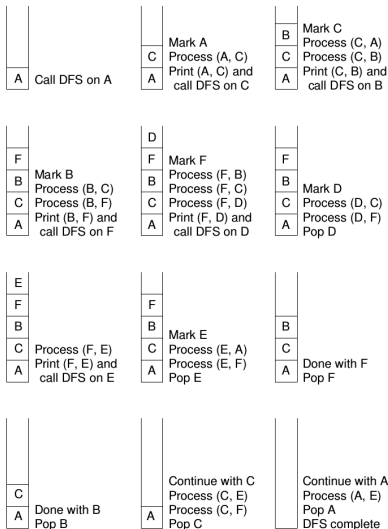 A
Call DFS on A
C
A
Mark A
Process (A, C)
Print (A, C) and
call DFS on C
B
C
A
Mark C
Process (C, A)
Process (C, B)
Print (C, B) and
call DFS on B
F
B
C
A
Mark B
Process (B, C)
Process (B, F)
Print (B, F) and
call DFS on F
D
F
B
C
A
Mark F
Process (F, B)
Process (F, C)
Process (F, D)
Print (F, D) and
call DFS on D
F
B
C
A
Mark D
Process (D, C)
Process (D, F)
Pop D
E
F
B
C
A
Process (F, E)
Print (F, E) and
call DFS on E
F
B
C
A
Mark E
Process (E, A)
Process (E, F)
Pop E
B
C
A
Done with F
Pop F
C
A
Done with B
Pop B
A
Continue with C
Process (C, E)
Process (C, F)
Pop C
Continue with A
Process (A, E)
Pop A
DFS complete